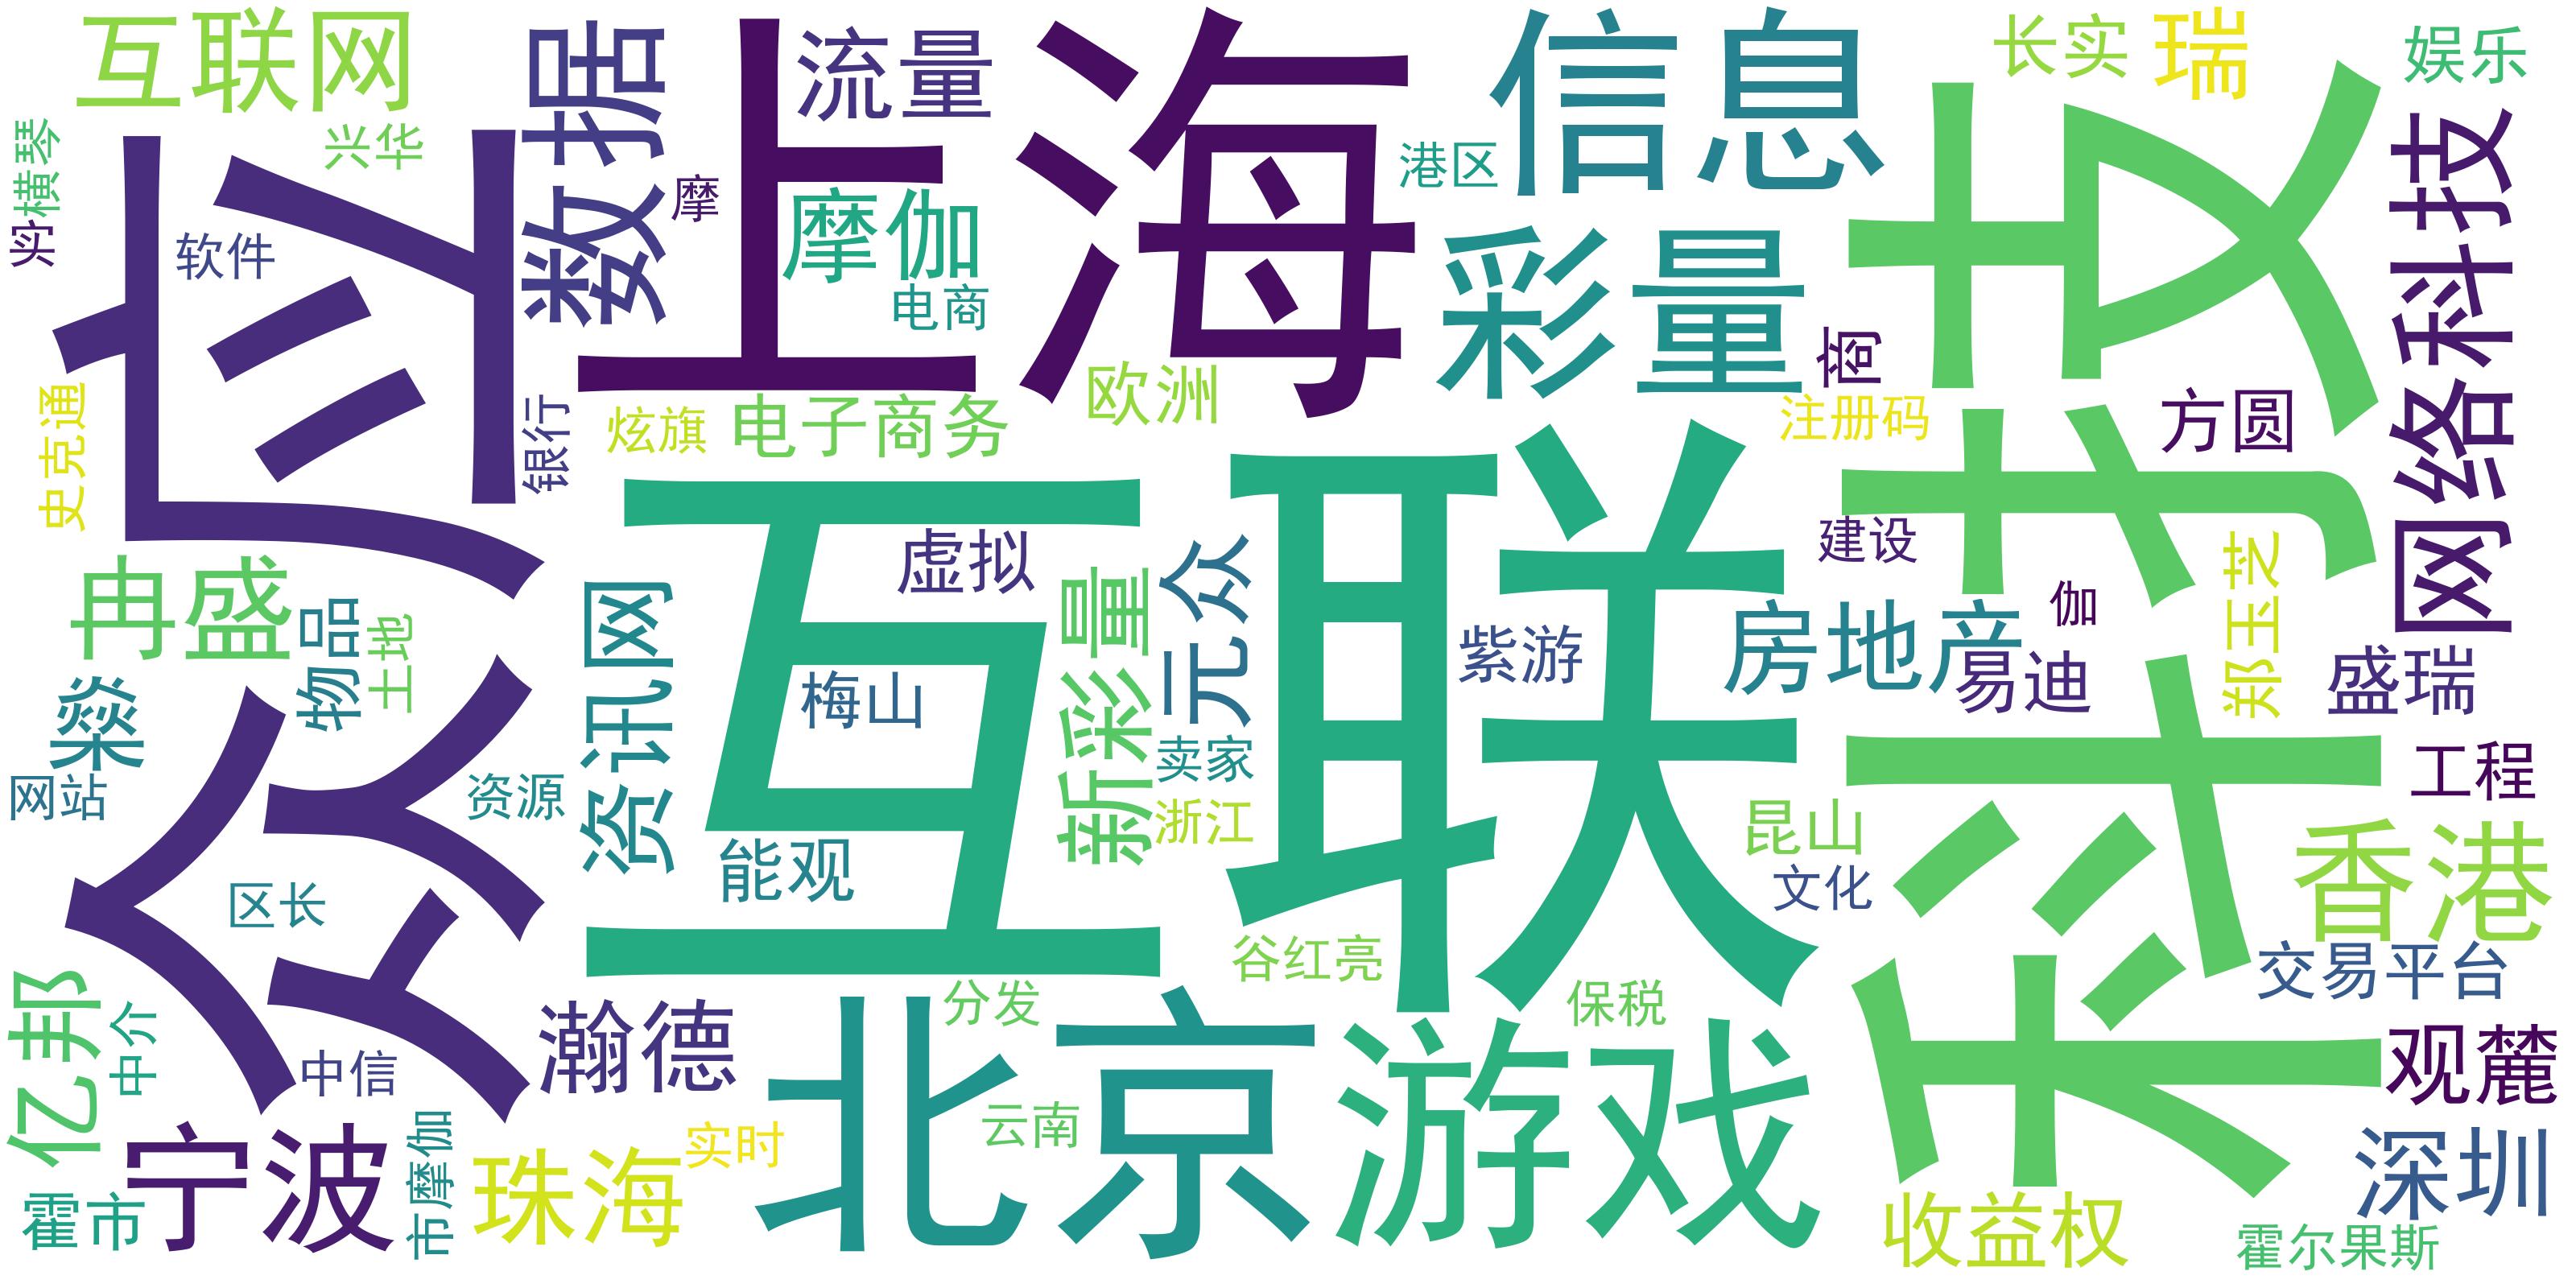 互联网
数据
上海
流量
信息
长实
瑞
娱乐
兴华
实横琴
软件
摩
摩伽
电商
港区
彩量
科技
网络科技
众应
商
欧洲
炫旗
电子商务
银行
史克通
注册码
方圆
互联
虚拟
建设
冉盛
物品
土地
资讯网
新彩量
元众
紫游
房地产
易迪
伽
郑玉芝
盛瑞
燊
梅山
网站
资源
卖家
浙江
工程
能观
昆山
文化
香港
区长
谷红亮
交易平台
亿邦
中介
中信
瀚德
分发
保税
北京
游戏
观麓
宁波
市摩伽
珠海
实时
云南
深圳
霍市
收益权
霍尔果斯